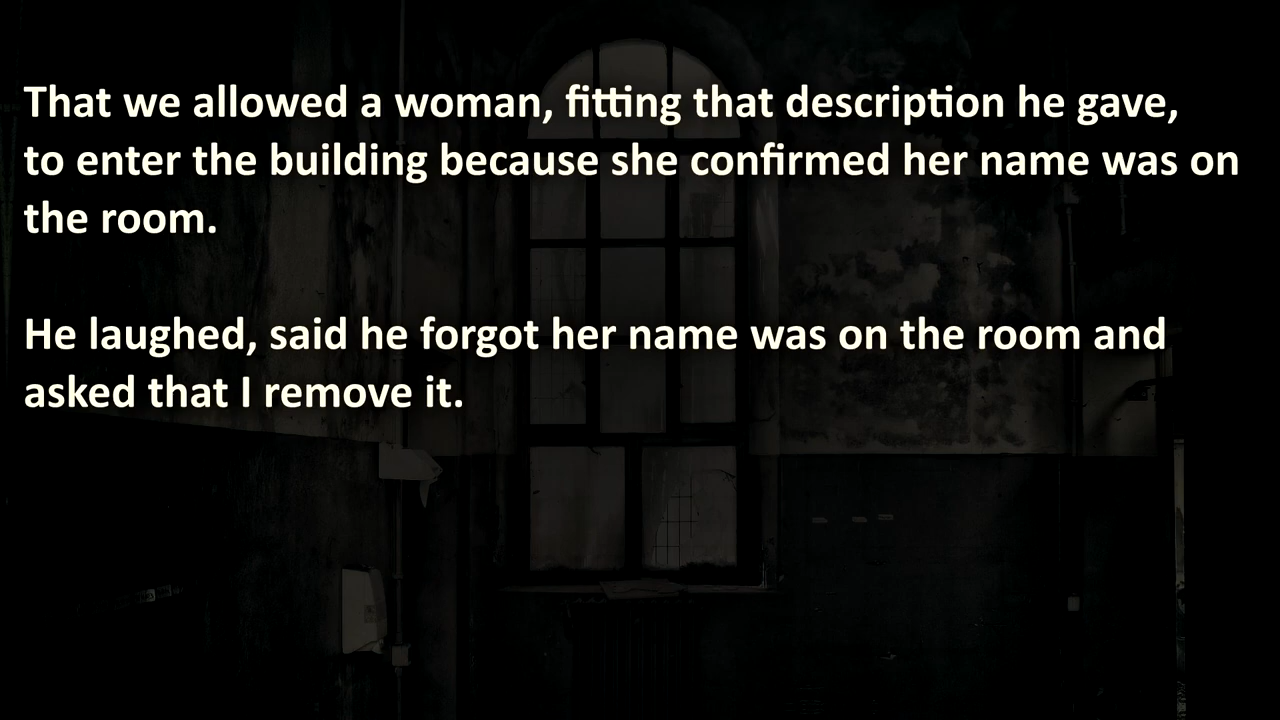 That we allowed a woman, fitting that description he gave,
to enter the building because she confirmed her name was on
the room.
He laughed, said he forgot her name was on the room and
asked that I remove it.